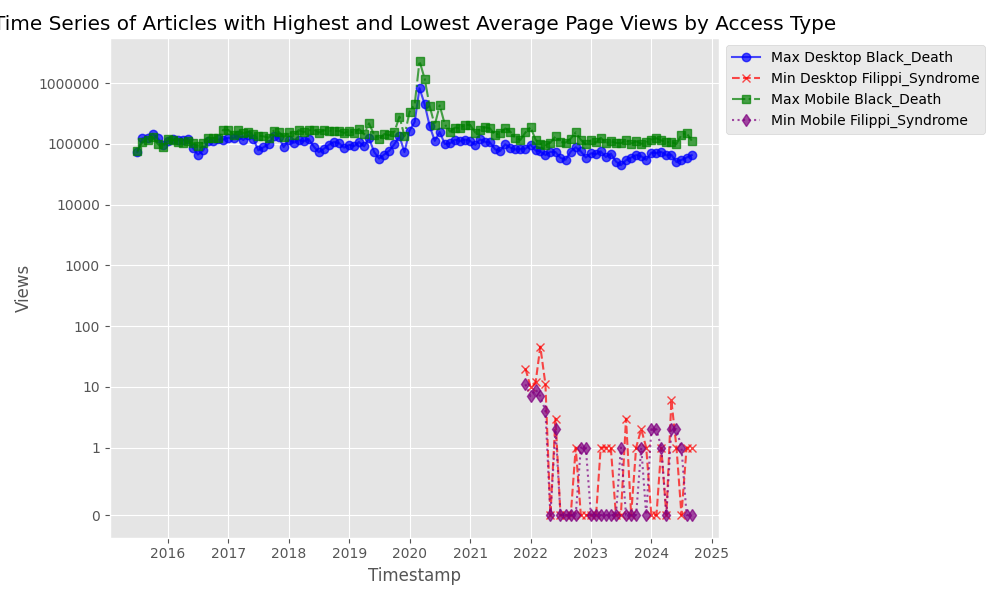 Time Series of Articles with Highest and Lowest Average Page Views by Access Type
Max Desktop Black_Death
Min Desktop Filippi_Syndrome
Max Mobile Black_Death
Min Mobile Filippi_Syndrome
1000000
100000
10000
1000
100
10
1
0
Views
2016 2017 2018 2019 2020 2021 2022 2023 2024 2025
Timestamp